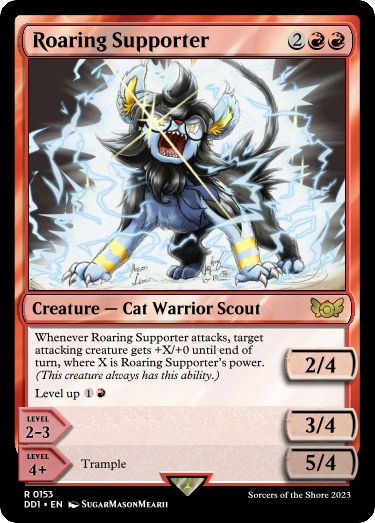 Roaring Supporter 2
Creature — Cat Warrior Scout
Whenever Roaring Supporter attacks, target
attacking creature gets +X/+0 until end of
turn, where X is Roaring Supporter's power.
(This creature always has this ability.)
Level up 1
2/4
LEVEL
2-3
3/4
LEVEL
4+
Trample
5/4
R 0153
DD1 • EN SugarMasonMearii
Sorcers of the Shore 2023